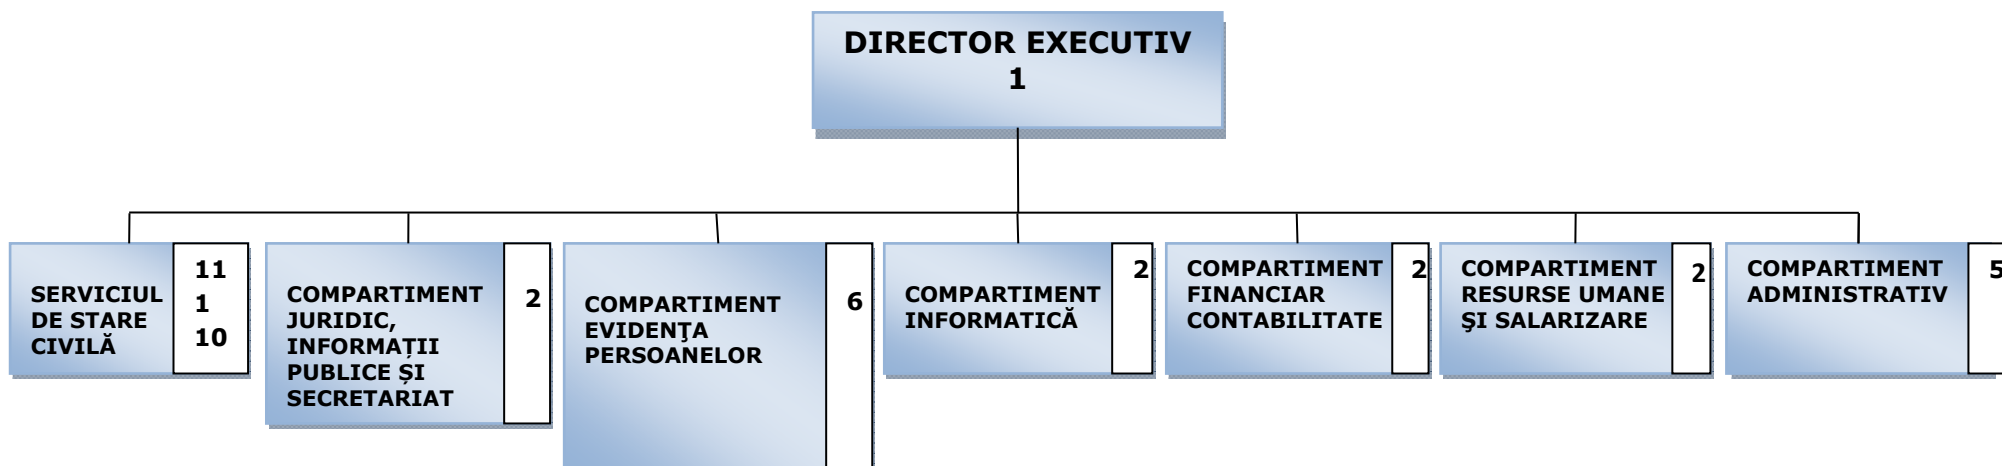 DIRECTOR EXECUTIV
1
SERVICIUL
DE STARE
CIVILĂ
11
1
10
COMPARTIMENT
JURIDIC,
INFORMAȚII
PUBLICE ȘI
SECRETARIAT
2
COMPARTIMENT
EVIDENŢA
PERSOANELOR
6
COMPARTIMENT
INFORMATICĂ
2
COMPARTIMENT
FINANCIAR
CONTABILITATE
2
COMPARTIMENT
RESURSE UMANE
ŞI SALARIZARE
2
COMPARTIMENT
ADMINISTRATIV
5